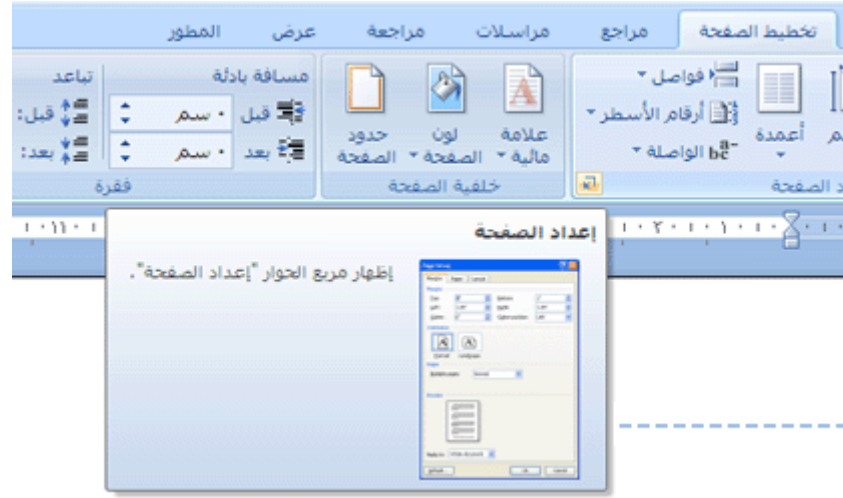 تخطيط الصفحة
مراجع
مراسلات
مراجعة
عرض
المطور
أعمدة
فواصل
أرقام الأسطر
الواصلة
علامة مائية
لون الصفحة
حدود الصفحة
خلفية الصفحة
مسافة بادئة
قبل ٠ سم
بعد ٠ سم
تباعد
قبل:
بعد:
فقرة
إعداد الصفحة
إظهار مربع الحوار "إعداد الصفحة".